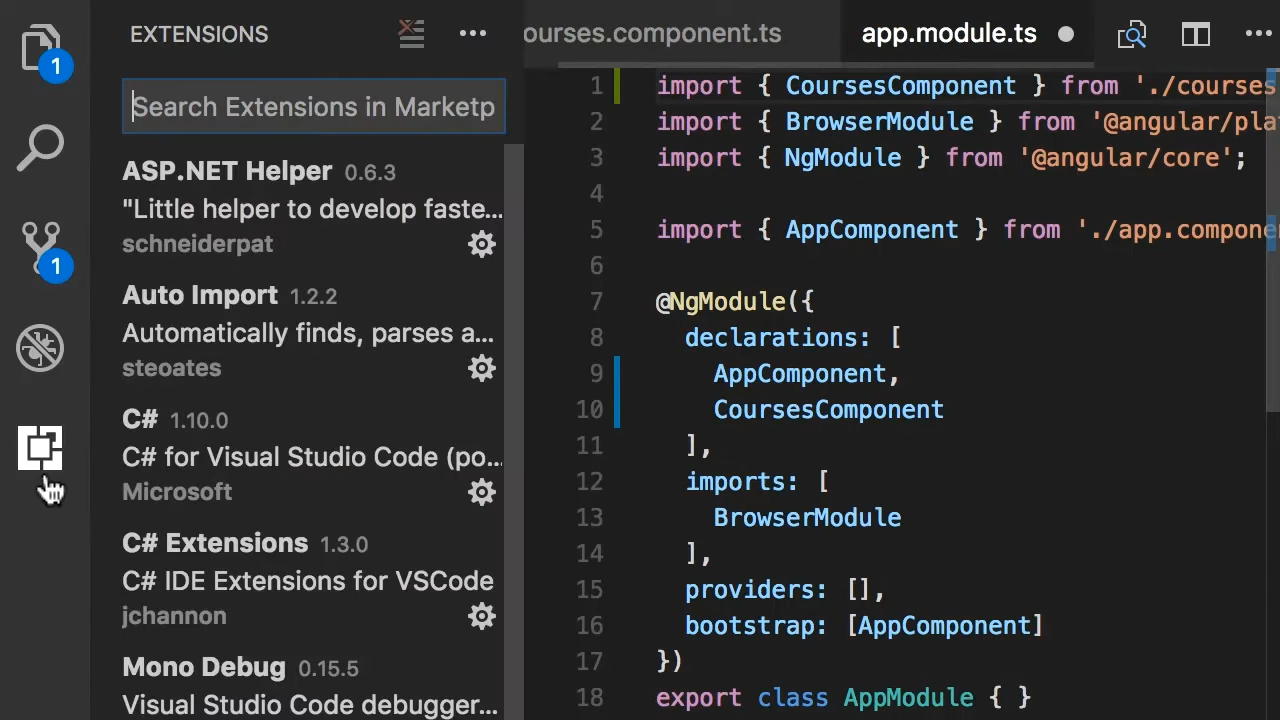 EXTENSIONS
Search Extensions in Marketp
ASP.NET Helper 0.6.3
"Little helper to develop faste...
schneiderpat
Auto Import 1.2.2
Automatically finds, parses a...
steoates
C# 1.10.0
C# for Visual Studio Code (po...
Microsoft
C# Extensions 1.3.0
C# IDE Extensions for VSCode
jchannon
Mono Debug 0.15.5
Visual Studio Code debugger...
1
1
ourses.component.ts
app.module.ts
1 import { CoursesComponent } from './courses
2 import { BrowserModule } from '@angular/pla
3 import { NgModule } from '@angular/core';
4
5 import { AppComponent } from './app.compone
6
7 @NgModule({
8 declarations: [
9 AppComponent,
10 CoursesComponent
11 ],
12 imports: [
13 BrowserModule
14 ],
15 providers: [],
16 bootstrap: [AppComponent]
17 })
18 export class AppModule { }